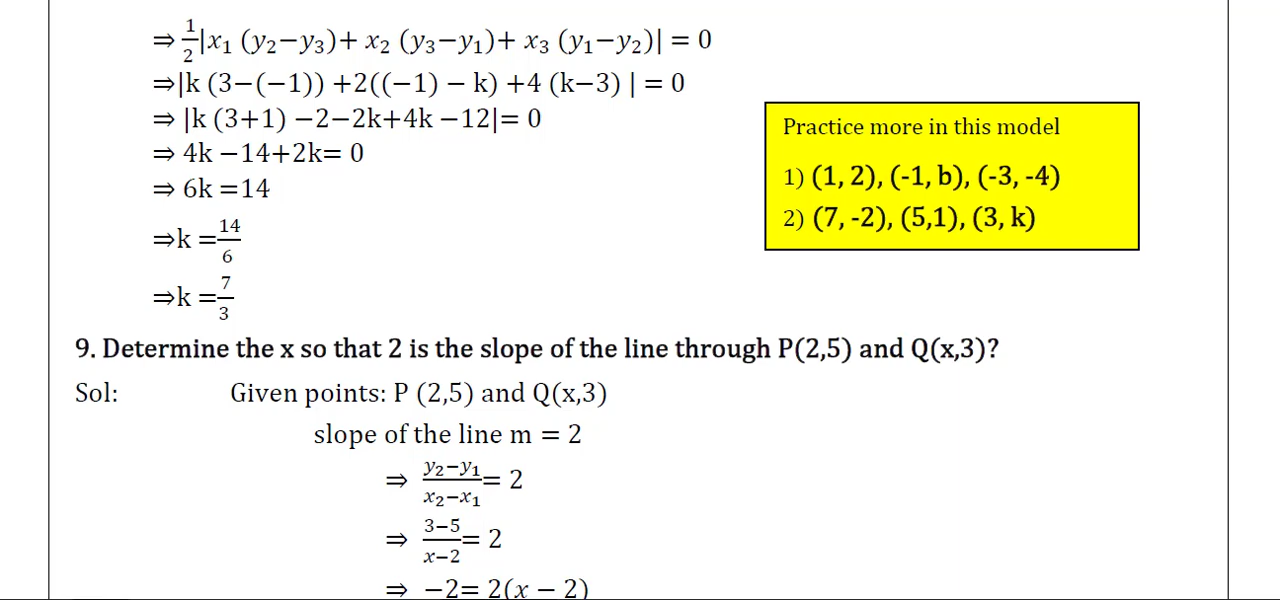 ⇒ 1/2|x₁ (y₂−y₃)+ x₂ (y₃−y₁)+ x₃ (y₁−y₂)| = 0
⇒|k (3−(−1)) +2((−1) − k) +4 (k−3) | = 0
⇒ |k (3+1) −2−2k+4k −12|= 0
⇒ 4k −14+2k= 0
⇒ 6k =14
⇒k =14/6
⇒k =7/3
Practice more in this model
1) (1, 2), (-1, b), (-3, -4)
2) (7, -2), (5,1), (3, k)
9. Determine the x so that 2 is the slope of the line through P(2,5) and Q(x,3)?
Sol: Given points: P (2,5) and Q(x,3)
slope of the line m = 2
⇒ y₂−y₁/x₂−x₁= 2
⇒ 3−5/x−2= 2
⇒ −2= 2(x − 2)